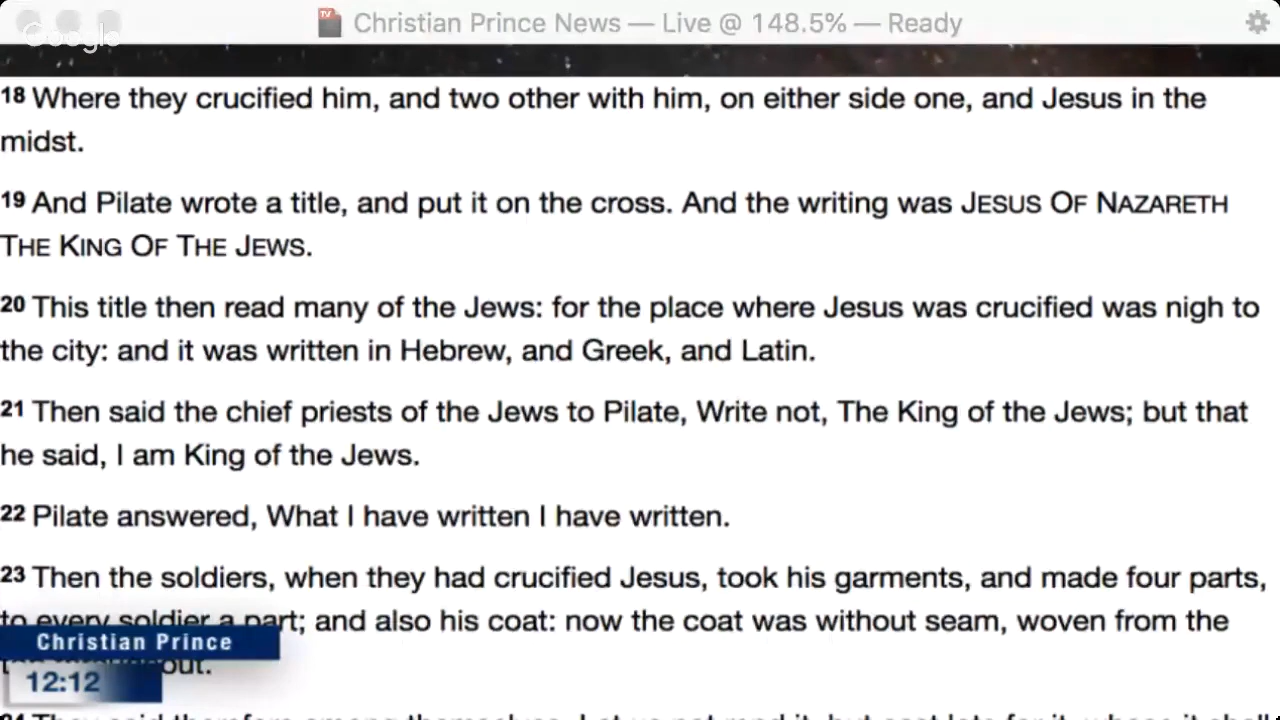 Christian Prince News — Live @ 148.5% — Ready
Google
18 Where they crucified him, and two other with him, on either side one, and Jesus in the
midst.
19 And Pilate wrote a title, and put it on the cross. And the writing was JESUS OF NAZARETH
THE KING OF THE JEWS.
20 This title then read many of the Jews: for the place where Jesus was crucified was nigh to
the city: and it was written in Hebrew, and Greek, and Latin.
21 Then said the chief priests of the Jews to Pilate, Write not, The King of the Jews; but that
he said, I am King of the Jews.
22 Pilate answered, What I have written I have written.
23 Then the soldiers, when they had crucified Jesus, took his garments, and made four parts,
to every soldier a part; and also his coat: now the coat was without seam, woven from the
Christian Prince
12:12